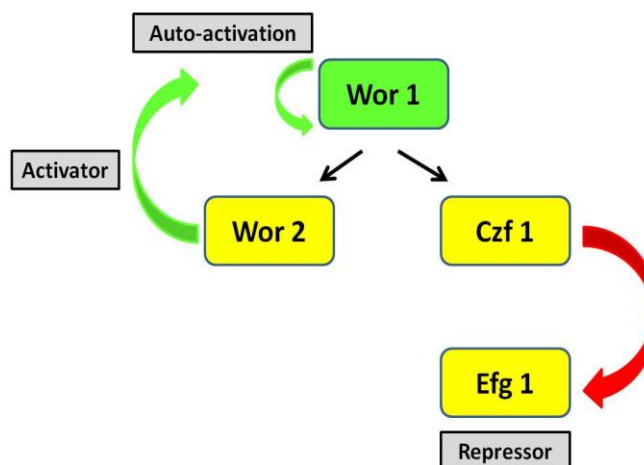 Auto-activation
Wor 1
Activator
Wor 2
Czf 1
Efg 1
Repressor